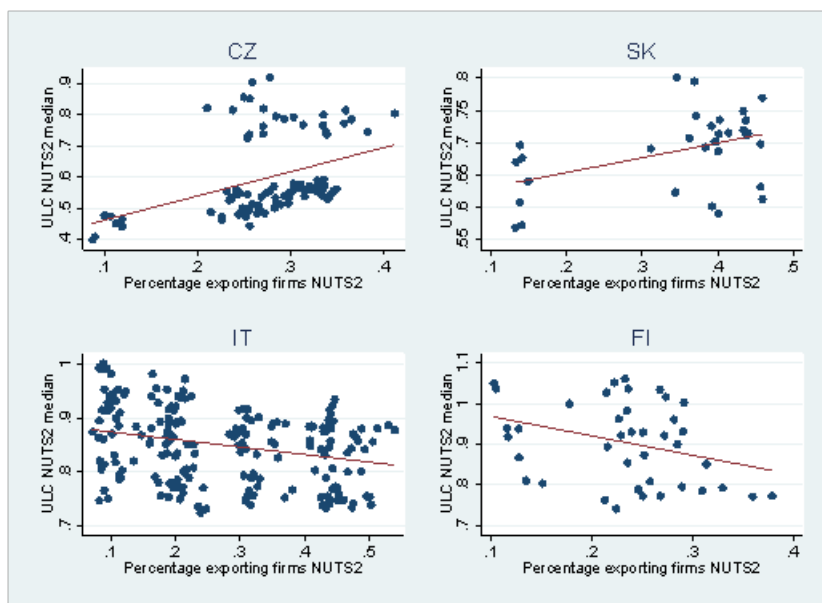 CZ
ULC NUTS2 median
.4 .5 .6 .7 .8 .9
.1 .2 .3 .4
Percentage exporting firms NUTS2
SK
ULC NUTS2 median
.55 .6 .65 .7 .75 .8
.1 .2 .3 .4 .5
Percentage exporting firms NUTS2
IT
ULC NUTS2 median
.7 .8 .9 1
.1 .2 .3 .4 .5
Percentage exporting firms NUTS2
FI
ULC NUTS2 median
.7 .8 .9 1 1.1
.1 .2 .3 .4
Percentage exporting firms NUTS2